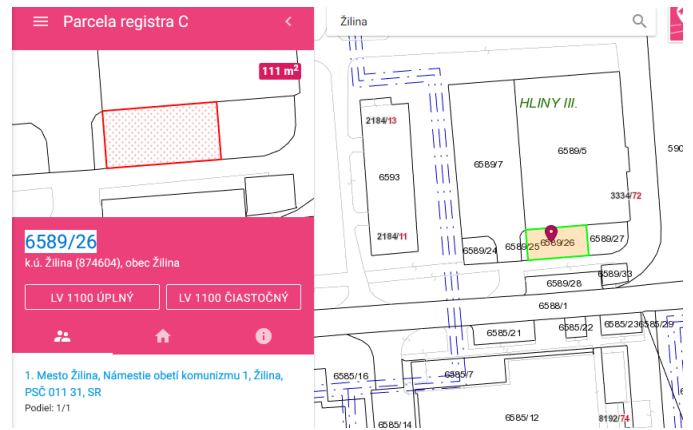 Parcela registra C
111 m²
6589/26
k.ú. Žilina (874604), obec Žilina
LV 1100 ÚPLNÝ
LV 1100 ČIASTOČNÝ
1. Mesto Žilina, Námestie obetí komunizmu 1, Žilina,
PSČ 011 31, SR
Podiel: 1/1
Žilina
HLINY III.
2184/13
6589/5
590
6589/7
6593
3334/72
2184/11
6589/24
6589/25
6589/26
6589/27
6589/33
6589/28
6588/1
6585/21
6585/22
6585/23
6585/29
6585/16
6585/7
6585/14
6585/12
8192/74